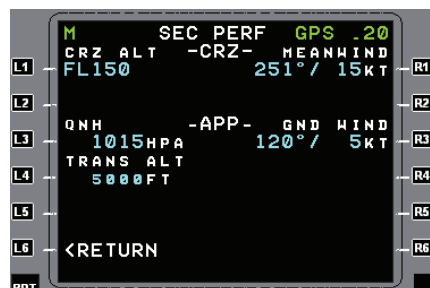 M SEC PERF GPS .20
CRZ ALT -CRZ- MEANWIND
L1 FL150 251°/ 15KT R1
L2 R2
QNH -APP- GND WIND
L3 1015HPA 120°/ 5KT R3
TRANS ALT
L4 5000FT R4
L5 R5
L6 <RETURN R6
BRT